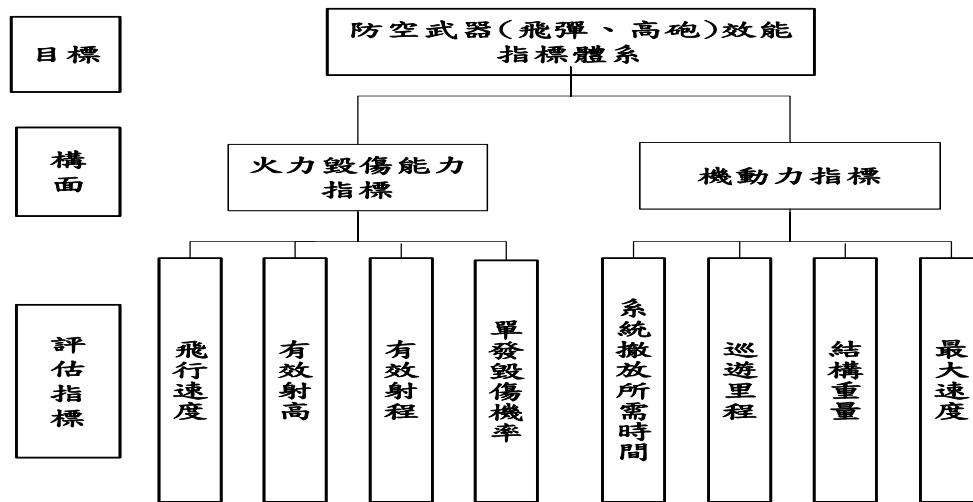 目標
防空武器(飛彈、高砲)效能
指標體系
構面
火力毀傷能力
指標
機動力指標
評估指標
飛行速度
有效射高
有效射程
單發毀傷機率
系統撤放所需時間
巡遊里程
結構重量
最大速度